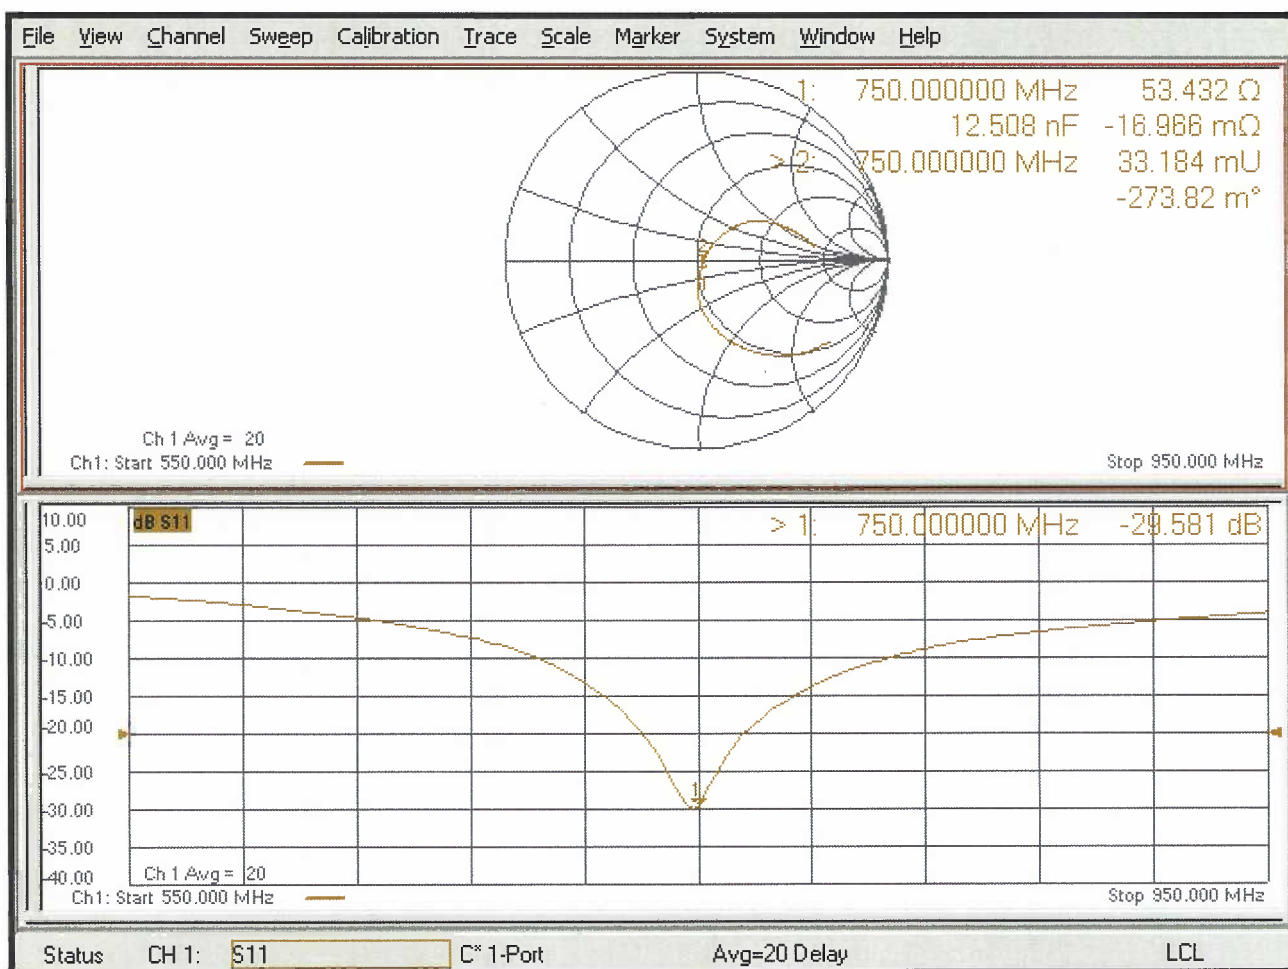 File View Channel Sweep Calibration Trace Scale Marker System Window Help
1: 750.000000 MHz 53.432 Ω
12.508 nF -16.966 mΩ
> 2: 750.000000 MHz 33.184 mU
-273.82 m°
2
Ch 1 Avg = 20
Ch1: Start 550.000 MHz
Stop 950.000 MHz
10.00
dB S11
> 1: 750.000000 MHz -29.581 dB
5.00
0.00
-5.00
-10.00
-15.00
-20.00
-25.00
1
-30.00
-35.00
-40.00
Ch 1 Avg = 20
Ch1: Start 550.000 MHz
Stop 950.000 MHz
Status CH 1: S11 C* 1-Port Avg=20 Delay LCL